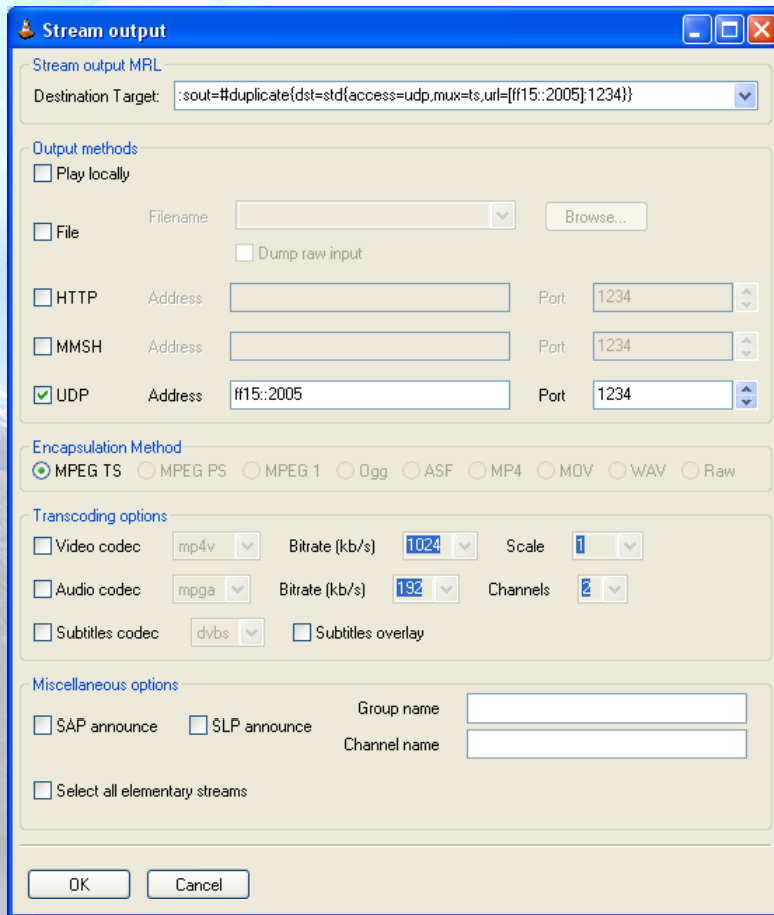 Stream output
Stream output MRL
Destination Target: :sout=#duplicate{dst=std{access=udp,mux=ts,url=[ff15::2005]:1234}}
Output methods
Play locally
File Filename Browse...
Dump raw input
HTTP Address Port 1234
MMSH Address Port 1234
UDP Address ff15::2005 Port 1234
Encapsulation Method
MPEG TS MPEG PS MPEG 1 Ogg ASF MP4 MOV WAV Raw
Transcoding options
Video codec mp4v Bitrate (kb/s) 1024 Scale 1
Audio codec mpga Bitrate (kb/s) 192 Channels 2
Subtitles codec dvbs Subtitles overlay
Miscellaneous options
SAP announce SLP announce Group name
Channel name
Select all elementary streams
OK Cancel